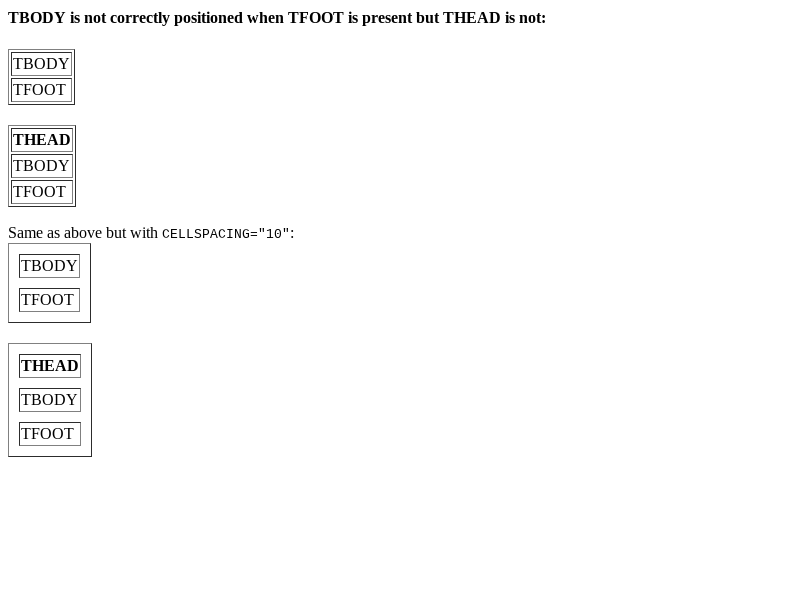 TBODY is not correctly positioned when TFOOT is present but THEAD is not:
TBODY
TFOOT
THEAD
TBODY
TFOOT
Same as above but with CELLSPACING="10":
TBODY
TFOOT
THEAD
TBODY
TFOOT